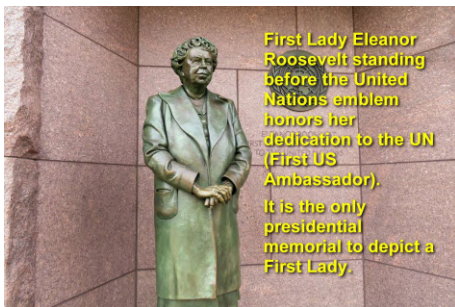 First Lady Eleanor
Roosevelt standing
before the United
Nations emblem
honors her
dedication to the UN
(First US
Ambassador).
It is the only
presidential
memorial to depict a
First Lady.